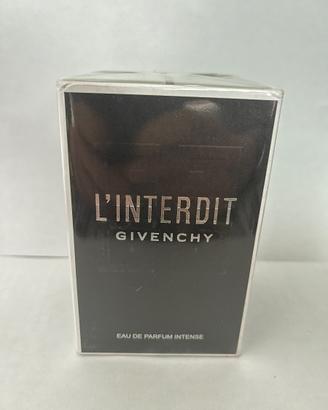 L'INTERDIT
GIVENCHY
EAU DE PARFUM INTENSE